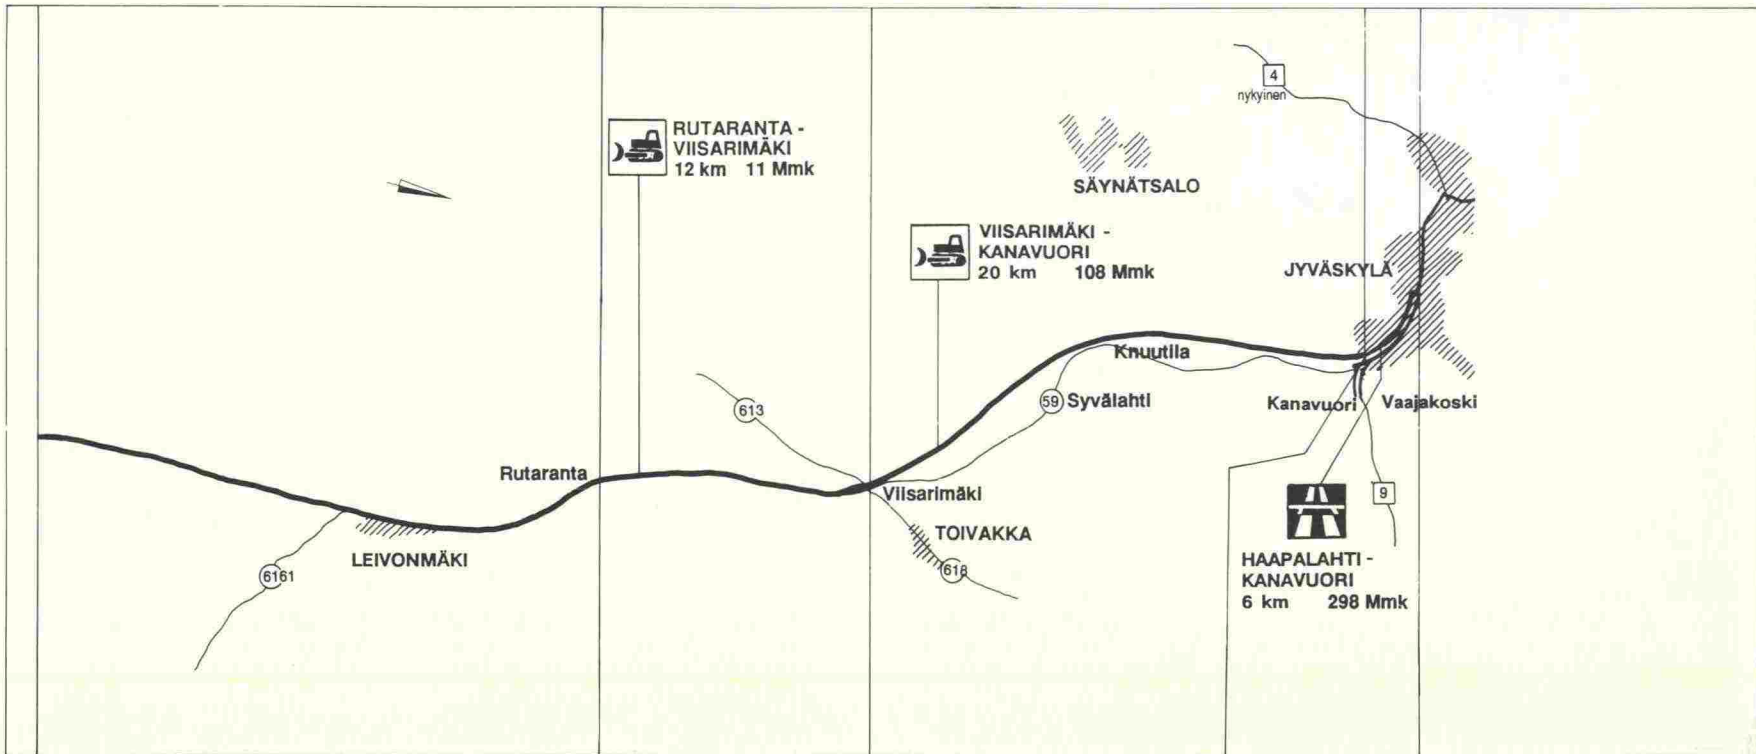 4
nykyinen
RUTARANTA -
VIISARIMÄKI
12 km 11 Mmk
SÄYNÄTSALO
VIISARIMÄKI -
KANAVUORI
20 km 108 Mmk
JYVÄSKYLÄ
Knuutila
613
59 Syvälahti
Kanavuori
Vaajakoski
Rutaranta
Viisarimäki
9
TOIVAKKA
LEIVONMÄKI
6161
618
HAAPALAHTI -
KANAVUORI
6 km 298 Mmk